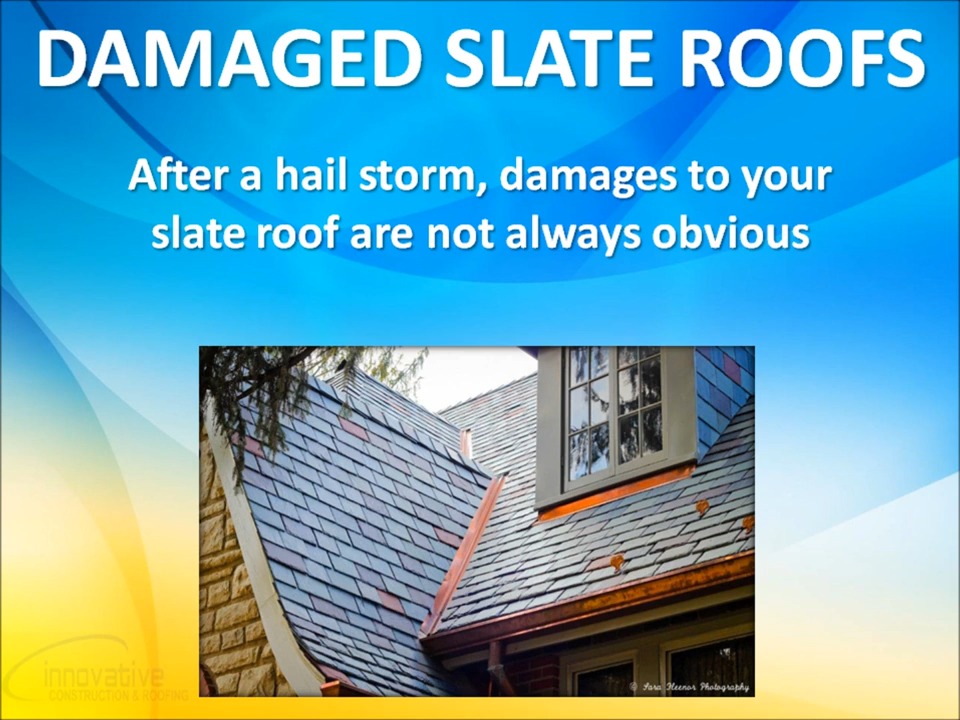 DAMAGED SLATE ROOFS
After a hail storm, damages to your
slate roof are not always obvious
innovative
CONSTRUCTION & ROOFING
© Sara Fleenor Photography